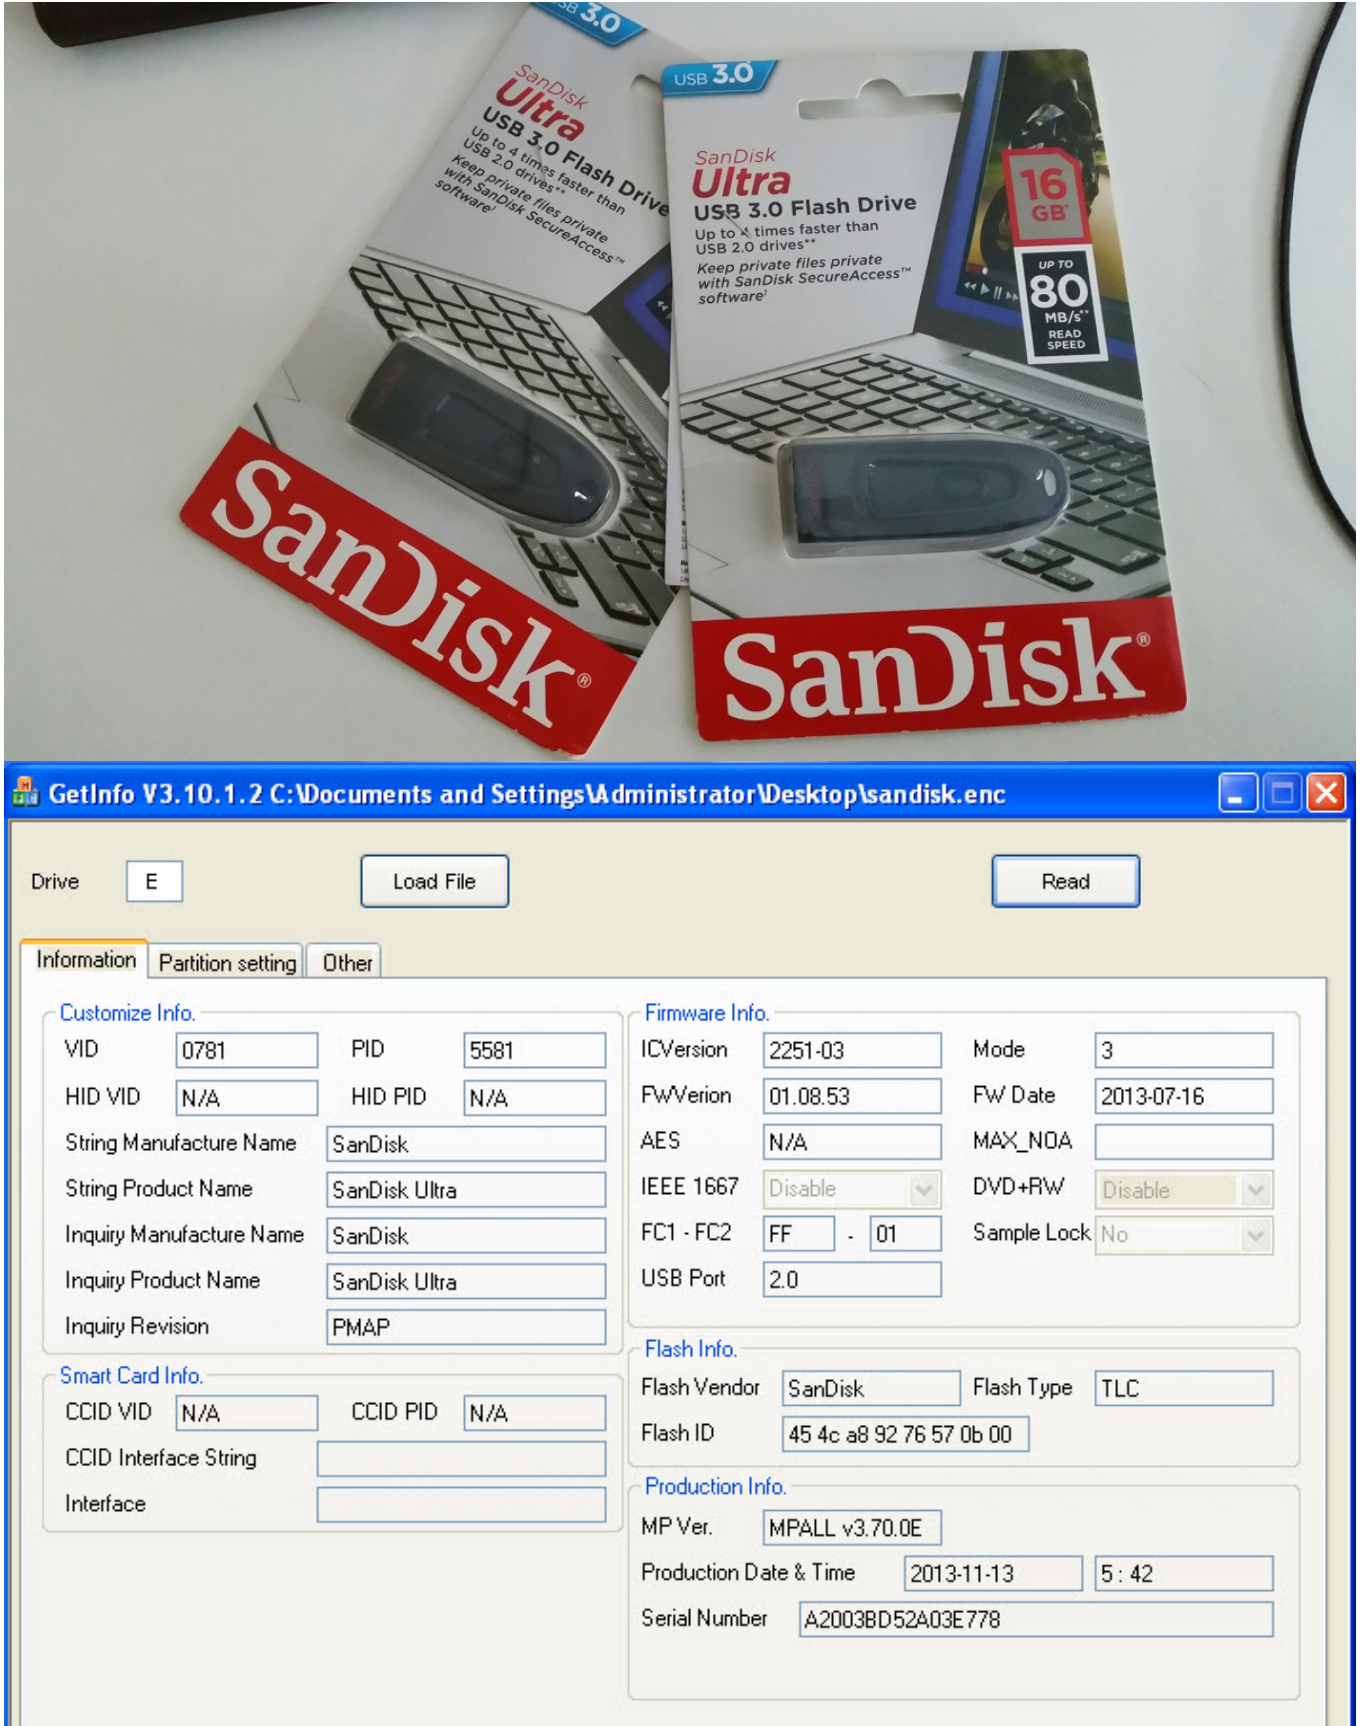 USB 3.0
SanDisk
Ultra
USB 3.0 Flash Drive
Up to 4 times faster than
USB 2.0 drives**
Keep private files private
with SanDisk SecureAccess™
software¹
SanDisk®
USB 3.0
SanDisk
Ultra
USB 3.0 Flash Drive
Up to 4 times faster than
USB 2.0 drives**
Keep private files private
with SanDisk SecureAccess™
software¹
16
GB*
UP TO
80
MB/s**
READ
SPEED
SanDisk®
GetInfo V3.10.1.2 C:\Documents and Settings\Administrator\Desktop\sandisk.enc
Drive E Load File Read
Information Partition setting Other
Customize Info.
VID 0781 PID 5581
HID VID N/A HID PID N/A
String Manufacture Name SanDisk
String Product Name SanDisk Ultra
Inquiry Manufacture Name SanDisk
Inquiry Product Name SanDisk Ultra
Inquiry Revision PMAP
Smart Card Info.
CCID VID N/A CCID PID N/A
CCID Interface String
Interface
Firmware Info.
ICVersion 2251-03 Mode 3
FWVerion 01.08.53 FW Date 2013-07-16
AES N/A MAX_NOA
IEEE 1667 Disable DVD+RW Disable
FC1 - FC2 FF - 01 Sample Lock No
USB Port 2.0
Flash Info.
Flash Vendor SanDisk Flash Type TLC
Flash ID 45 4c a8 92 76 57 0b 00
Production Info.
MP Ver. MPALL v3.70.0E
Production Date & Time 2013-11-13 5 : 42
Serial Number A2003BD52A03E778